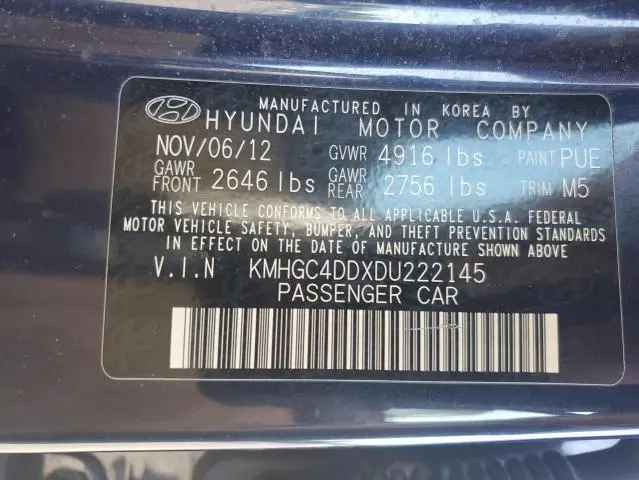 MANUFACTURED IN KOREA BY
HYUNDAI MOTOR COMPANY
NOV/06/12 GVWR 4916 lbs PAINT PUE
GAWR FRONT 2646 lbs GAWR REAR 2756 lbs TRIM M5
THIS VEHICLE CONFORMS TO ALL APPLICABLE U.S.A. FEDERAL
MOTOR VEHICLE SAFETY, BUMPER, AND THEFT PREVENTION
STANDARDS IN EFFECT ON THE DATE OF MANUFACTURE SHOWN ABOVE
V.I.N KMHGC4DDXDU222145
PASSENGER CAR